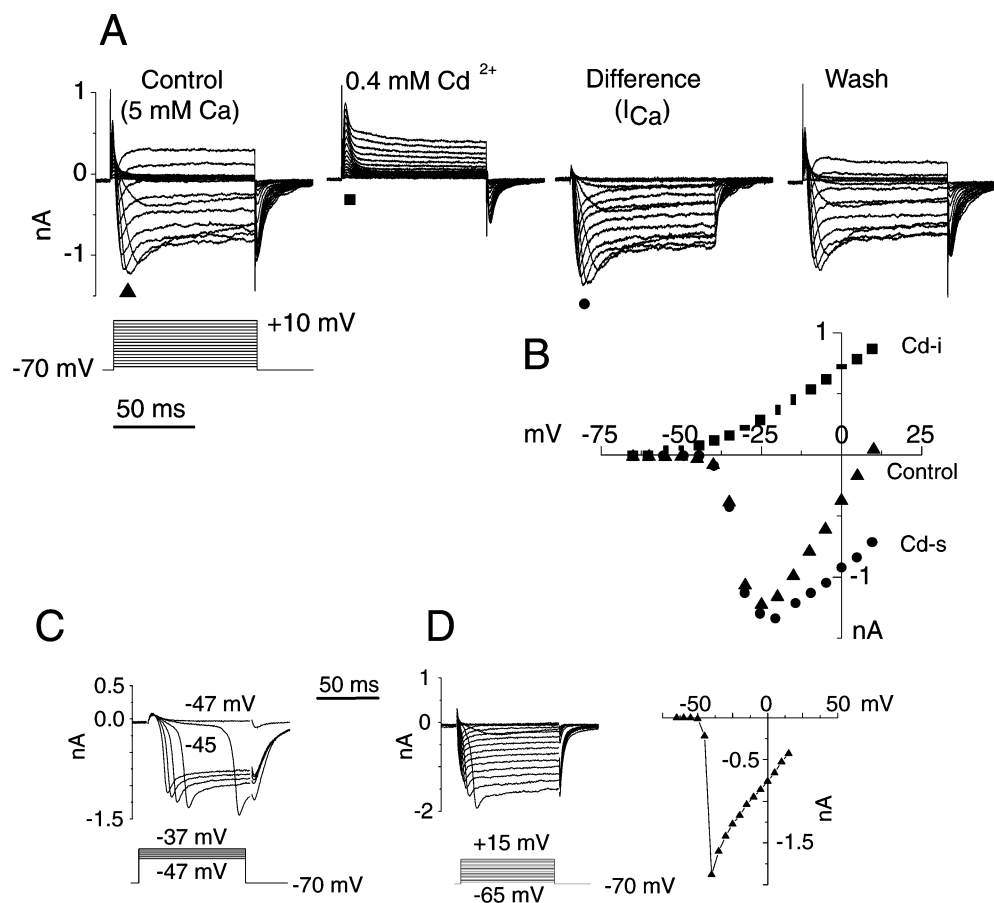 A
Control
(5 mM Ca)
0.4 mM Cd 2+
Difference
(ICa)
Wash
1
0
-1
nA
+10 mV
-70 mV
50 ms
B
1
Cd-i
mV
-75
-50
-25
0
25
Control
Cd-s
-1
nA
C
50 ms
0.5
0.0
-1.5
nA
-47 mV
-45
-37 mV
-47 mV
-70 mV
D
1
0
-2
nA
+15 mV
-65 mV
-70 mV
-50
0
50
mV
-0.5
-1.5
nA